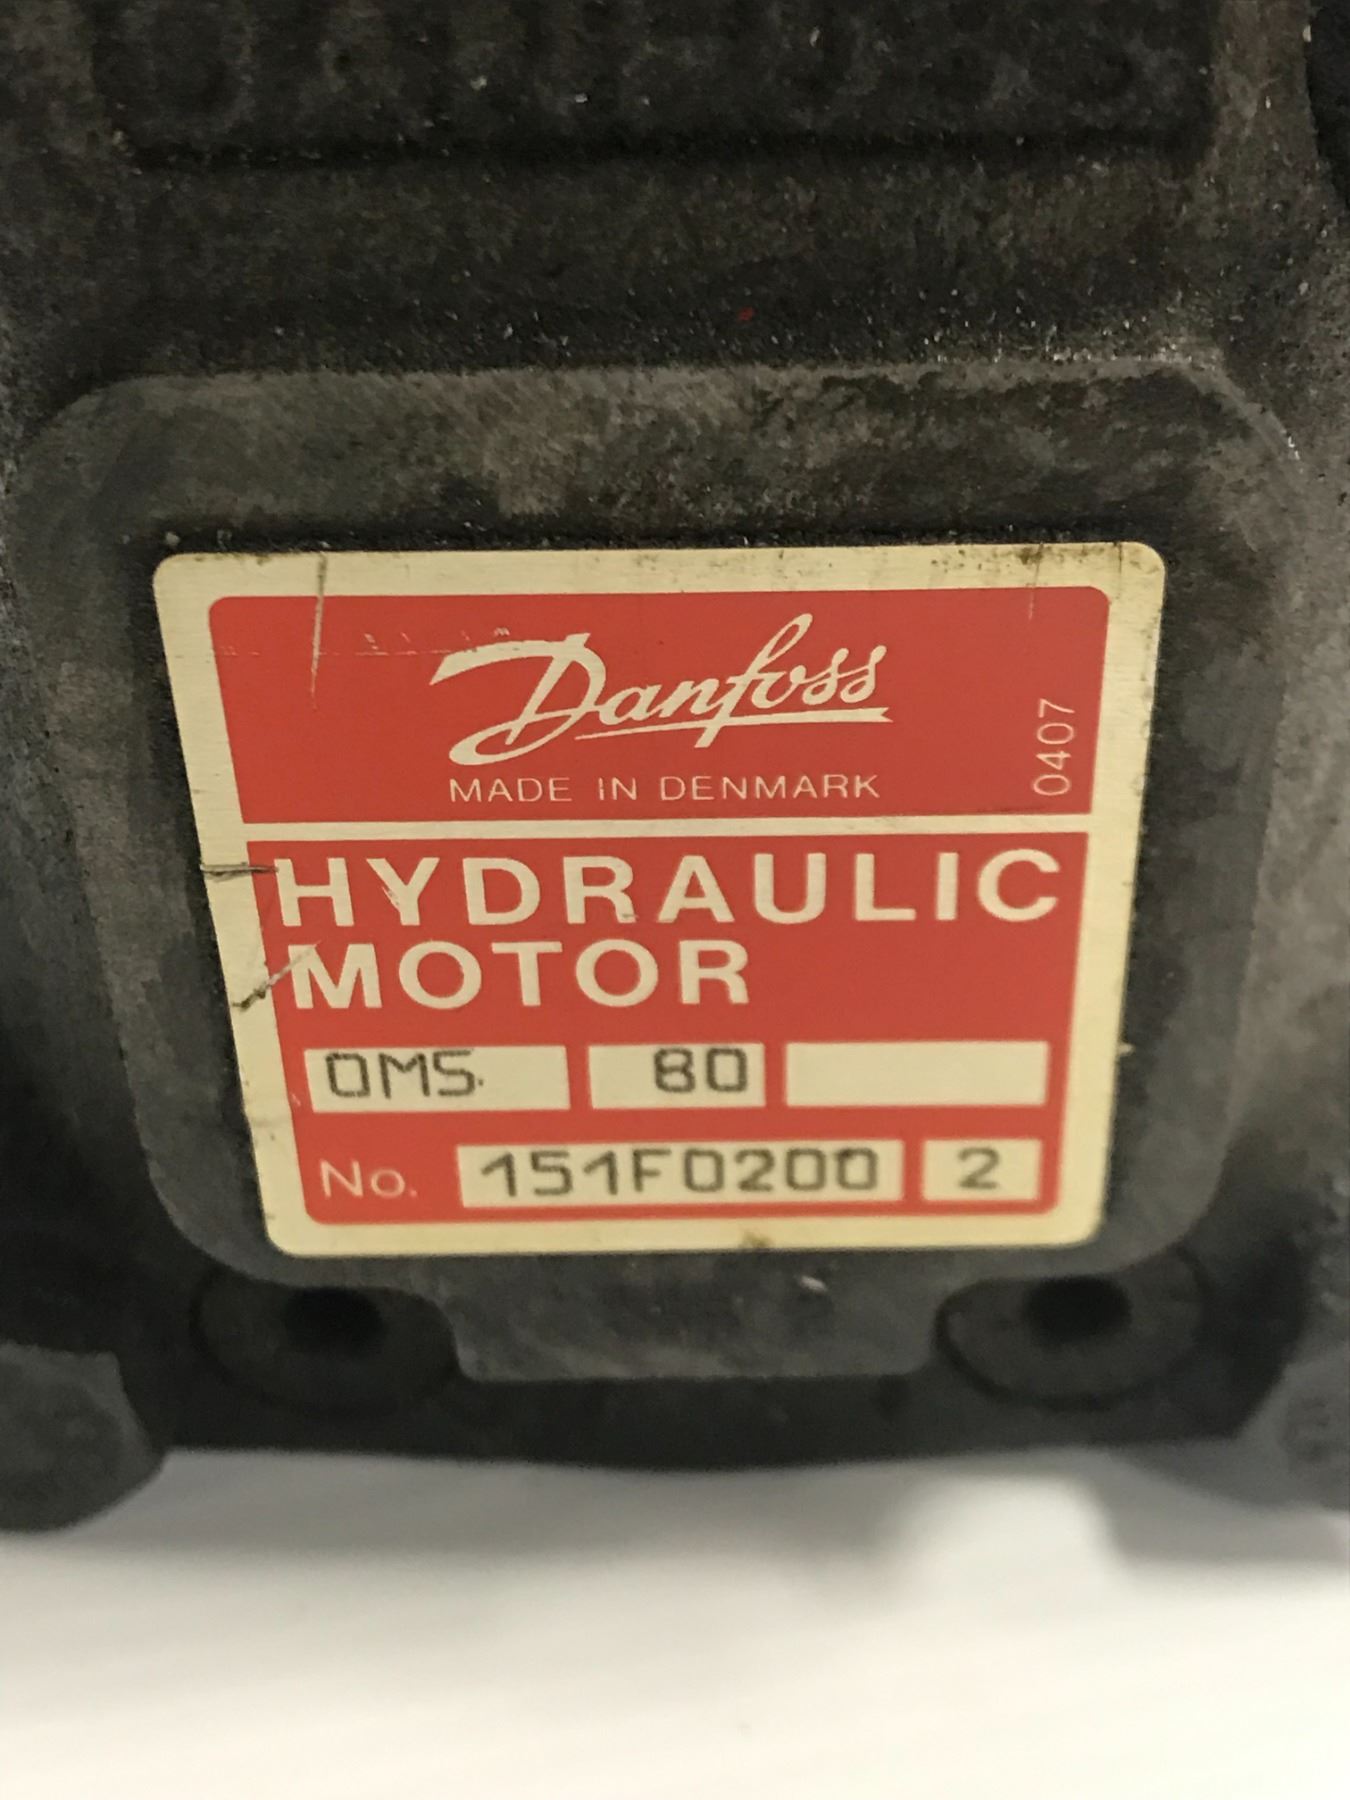 Danfoss
MADE IN DENMARK
0407
HYDRAULIC
MOTOR
OMS 80
No. 151F0200 2